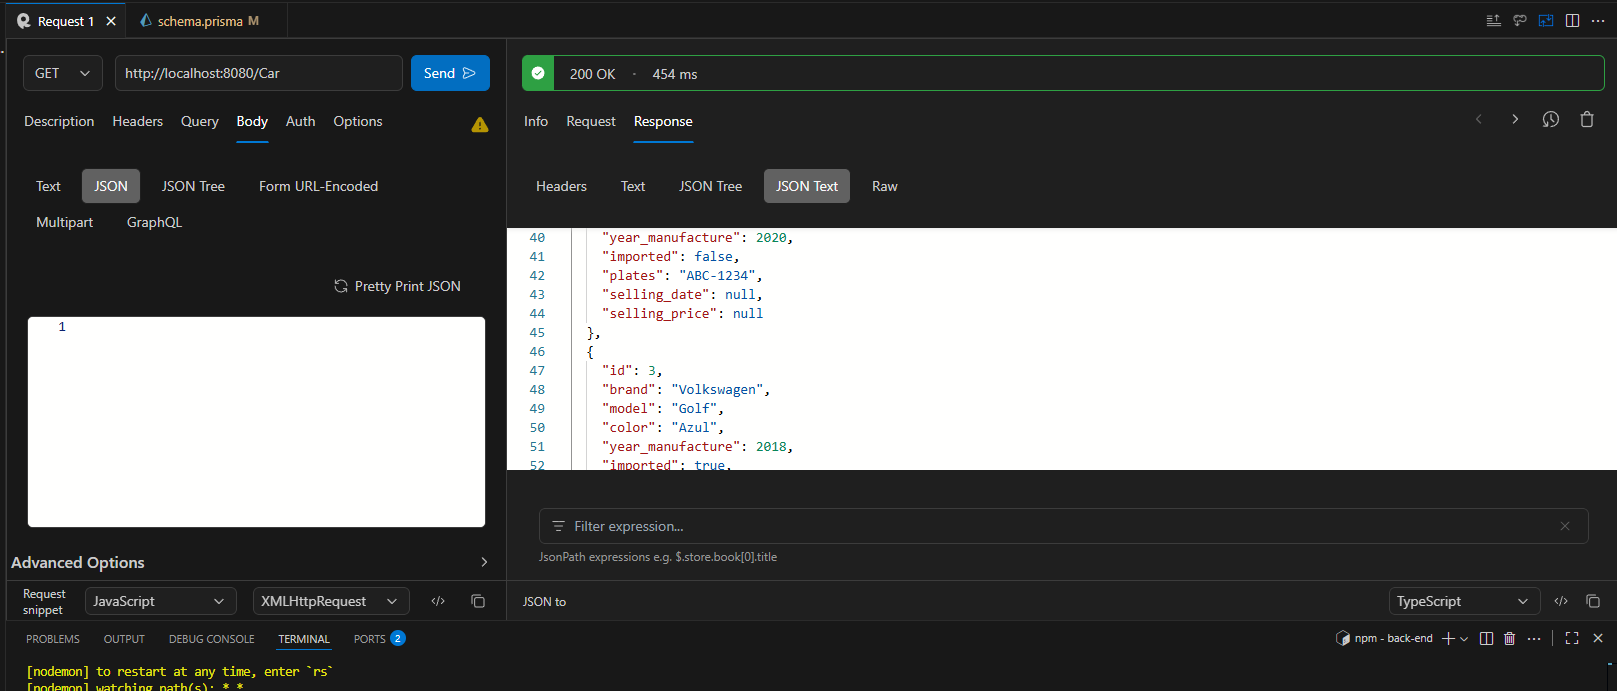 Request 1
schema.prisma M
GET
http://localhost:8080/Car
Send
Description Headers Query Body Auth Options
Text JSON JSON Tree Form URL-Encoded
Multipart GraphQL
Pretty Print JSON
1
Advanced Options
Request snippet
JavaScript
XMLHttpRequest
200 OK · 454 ms
Info Request Response
Headers Text JSON Tree JSON Text Raw
40 "year_manufacture": 2020,
41 "imported": false,
42 "plates": "ABC-1234",
43 "selling_date": null,
44 "selling_price": null
45 },
46 {
47 "id": 3,
48 "brand": "Volkswagen",
49 "model": "Golf",
50 "color": "Azul",
51 "year_manufacture": 2018,
52 "imported": true,
Filter expression...
JsonPath expressions e.g. $.store.book[0].title
JSON to
TypeScript
PROBLEMS OUTPUT DEBUG CONSOLE TERMINAL PORTS 2
npm - back-end
[nodemon] to restart at any time, enter `rs`
[nodemon] watching path(s): *.*